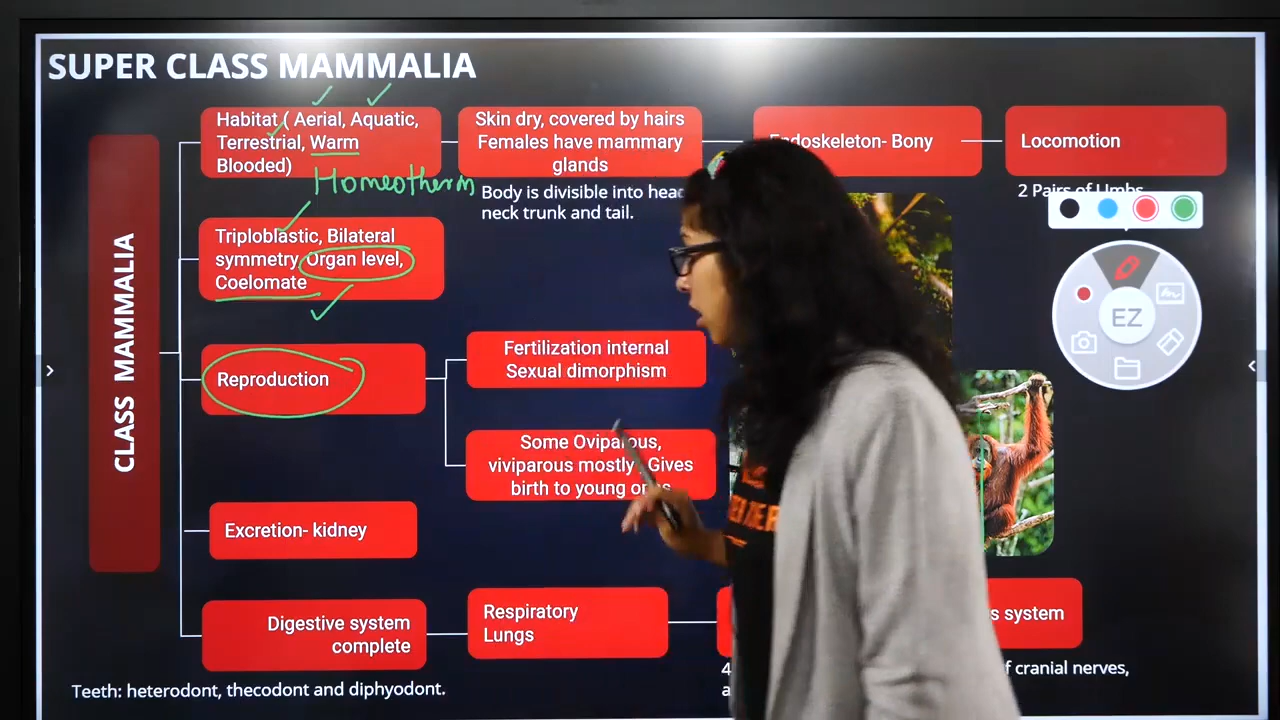 SUPER CLASS MAMMALIA
CLASS MAMMALIA
Habitat ( Aerial, Aquatic,
Terrestrial, Warm
Blooded)
Homeotherm
Skin dry, covered by hairs
Females have mammary
glands
Body is divisible into head
neck trunk and tail.
Endoskeleton- Bony
Locomotion
2 Pairs of Limbs
EZ
Triploblastic, Bilateral
symmetry Organ level,
Coelomate
Reproduction
Fertilization internal
Sexual dimorphism
Some Oviparous,
viviparous mostly , Gives
birth to young ones
Excretion- kidney
Digestive system
complete
Respiratory
Lungs
s system
4
f cranial nerves,
a
Teeth: heterodont, thecodont and diphyodont.